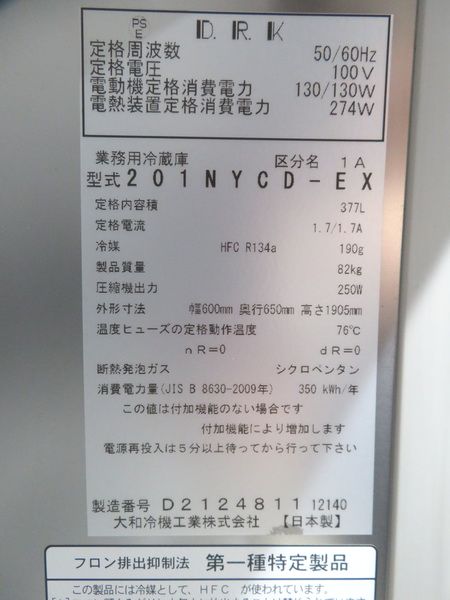 PS
E
D. R. K
定格周波数 50/60Hz
定格電圧 100V
電動機定格消費電力 130/130W
電熱装置定格消費電力 274W
業務用冷蔵庫 区分名 1A
型式 201NYCD-EX
定格内容積 377L
定格電流 1.7/1.7A
冷媒 HFC R134a 190g
製品質量 82kg
圧縮機出力 250W
外形寸法 幅600mm 奥行650mm 高さ1905mm
温度ヒューズの定格動作温度 76℃
nR=0 dR=0
断熱発泡ガス シクロペンタン
消費電力量(JIS B 8630-2009年) 350 kWh/年
この値は付加機能のない場合です
付加機能により増加します
電源再投入は5分以上待ってから行って下さい
製造番号 D2124811 12140
大和冷機工業株式会社 【日本製】
フロン排出抑制法 第一種特定製品
この製品には冷媒として、HFC が使われています。